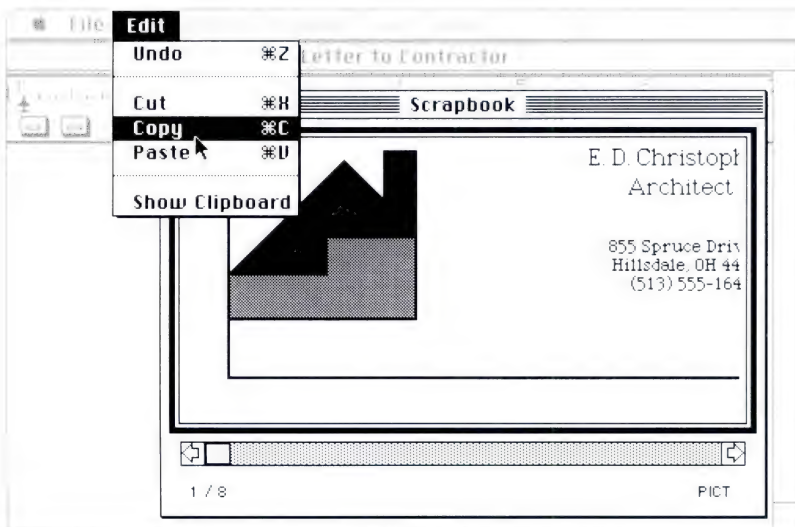 File Edit
Letter to Contractor
Undo ⌘Z
Cut ⌘X
Copy ⌘C
Paste ⌘V
Show Clipboard
Scrapbook
E. D. Christoph
Architect
855 Spruce Driv
Hillsdale, OH 44
(513) 555-164
1 / 8
PICT